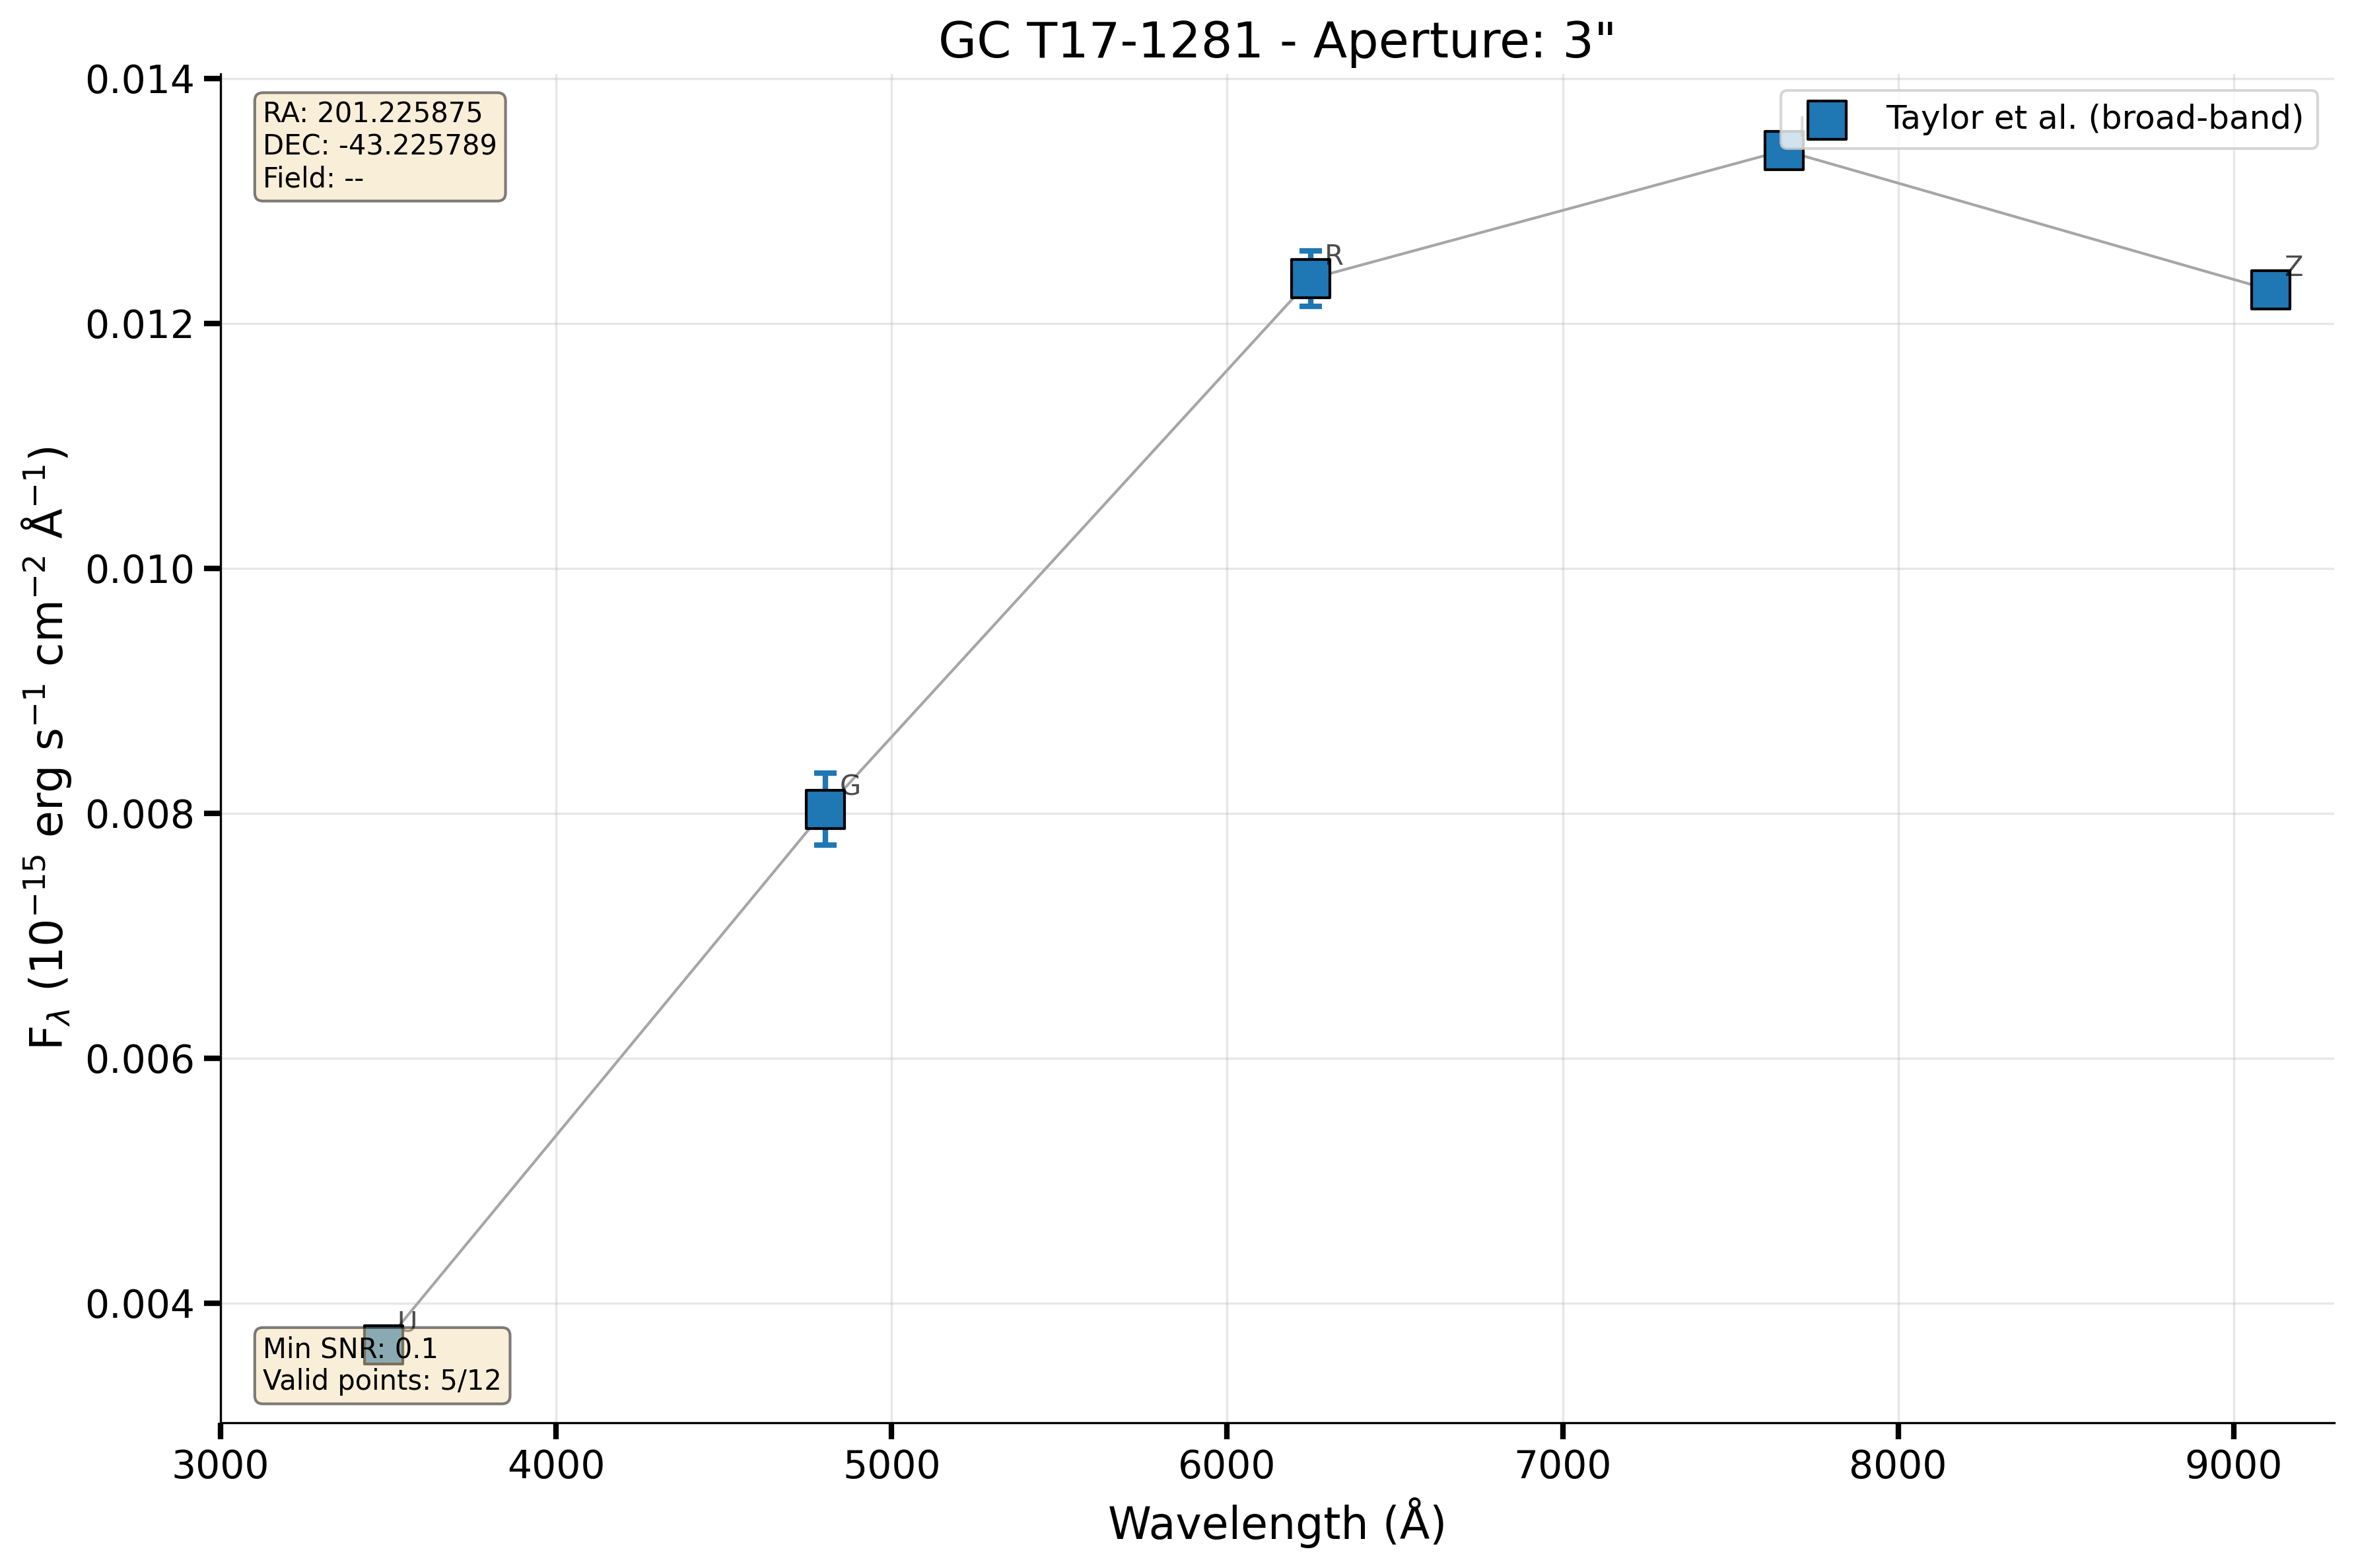 GC T17-1281 - Aperture: 3"
RA: 201.225875
DEC: -43.225789
Field: --
Taylor et al. (broad-band)
R
Z
G
U
Min SNR: 0.1
Valid points: 5/12
0.014
0.012
0.010
0.008
0.006
0.004
3000 4000 5000 6000 7000 8000 9000
Wavelength (Å)
F_λ (10⁻¹⁵ erg s⁻¹ cm⁻² Å⁻¹)